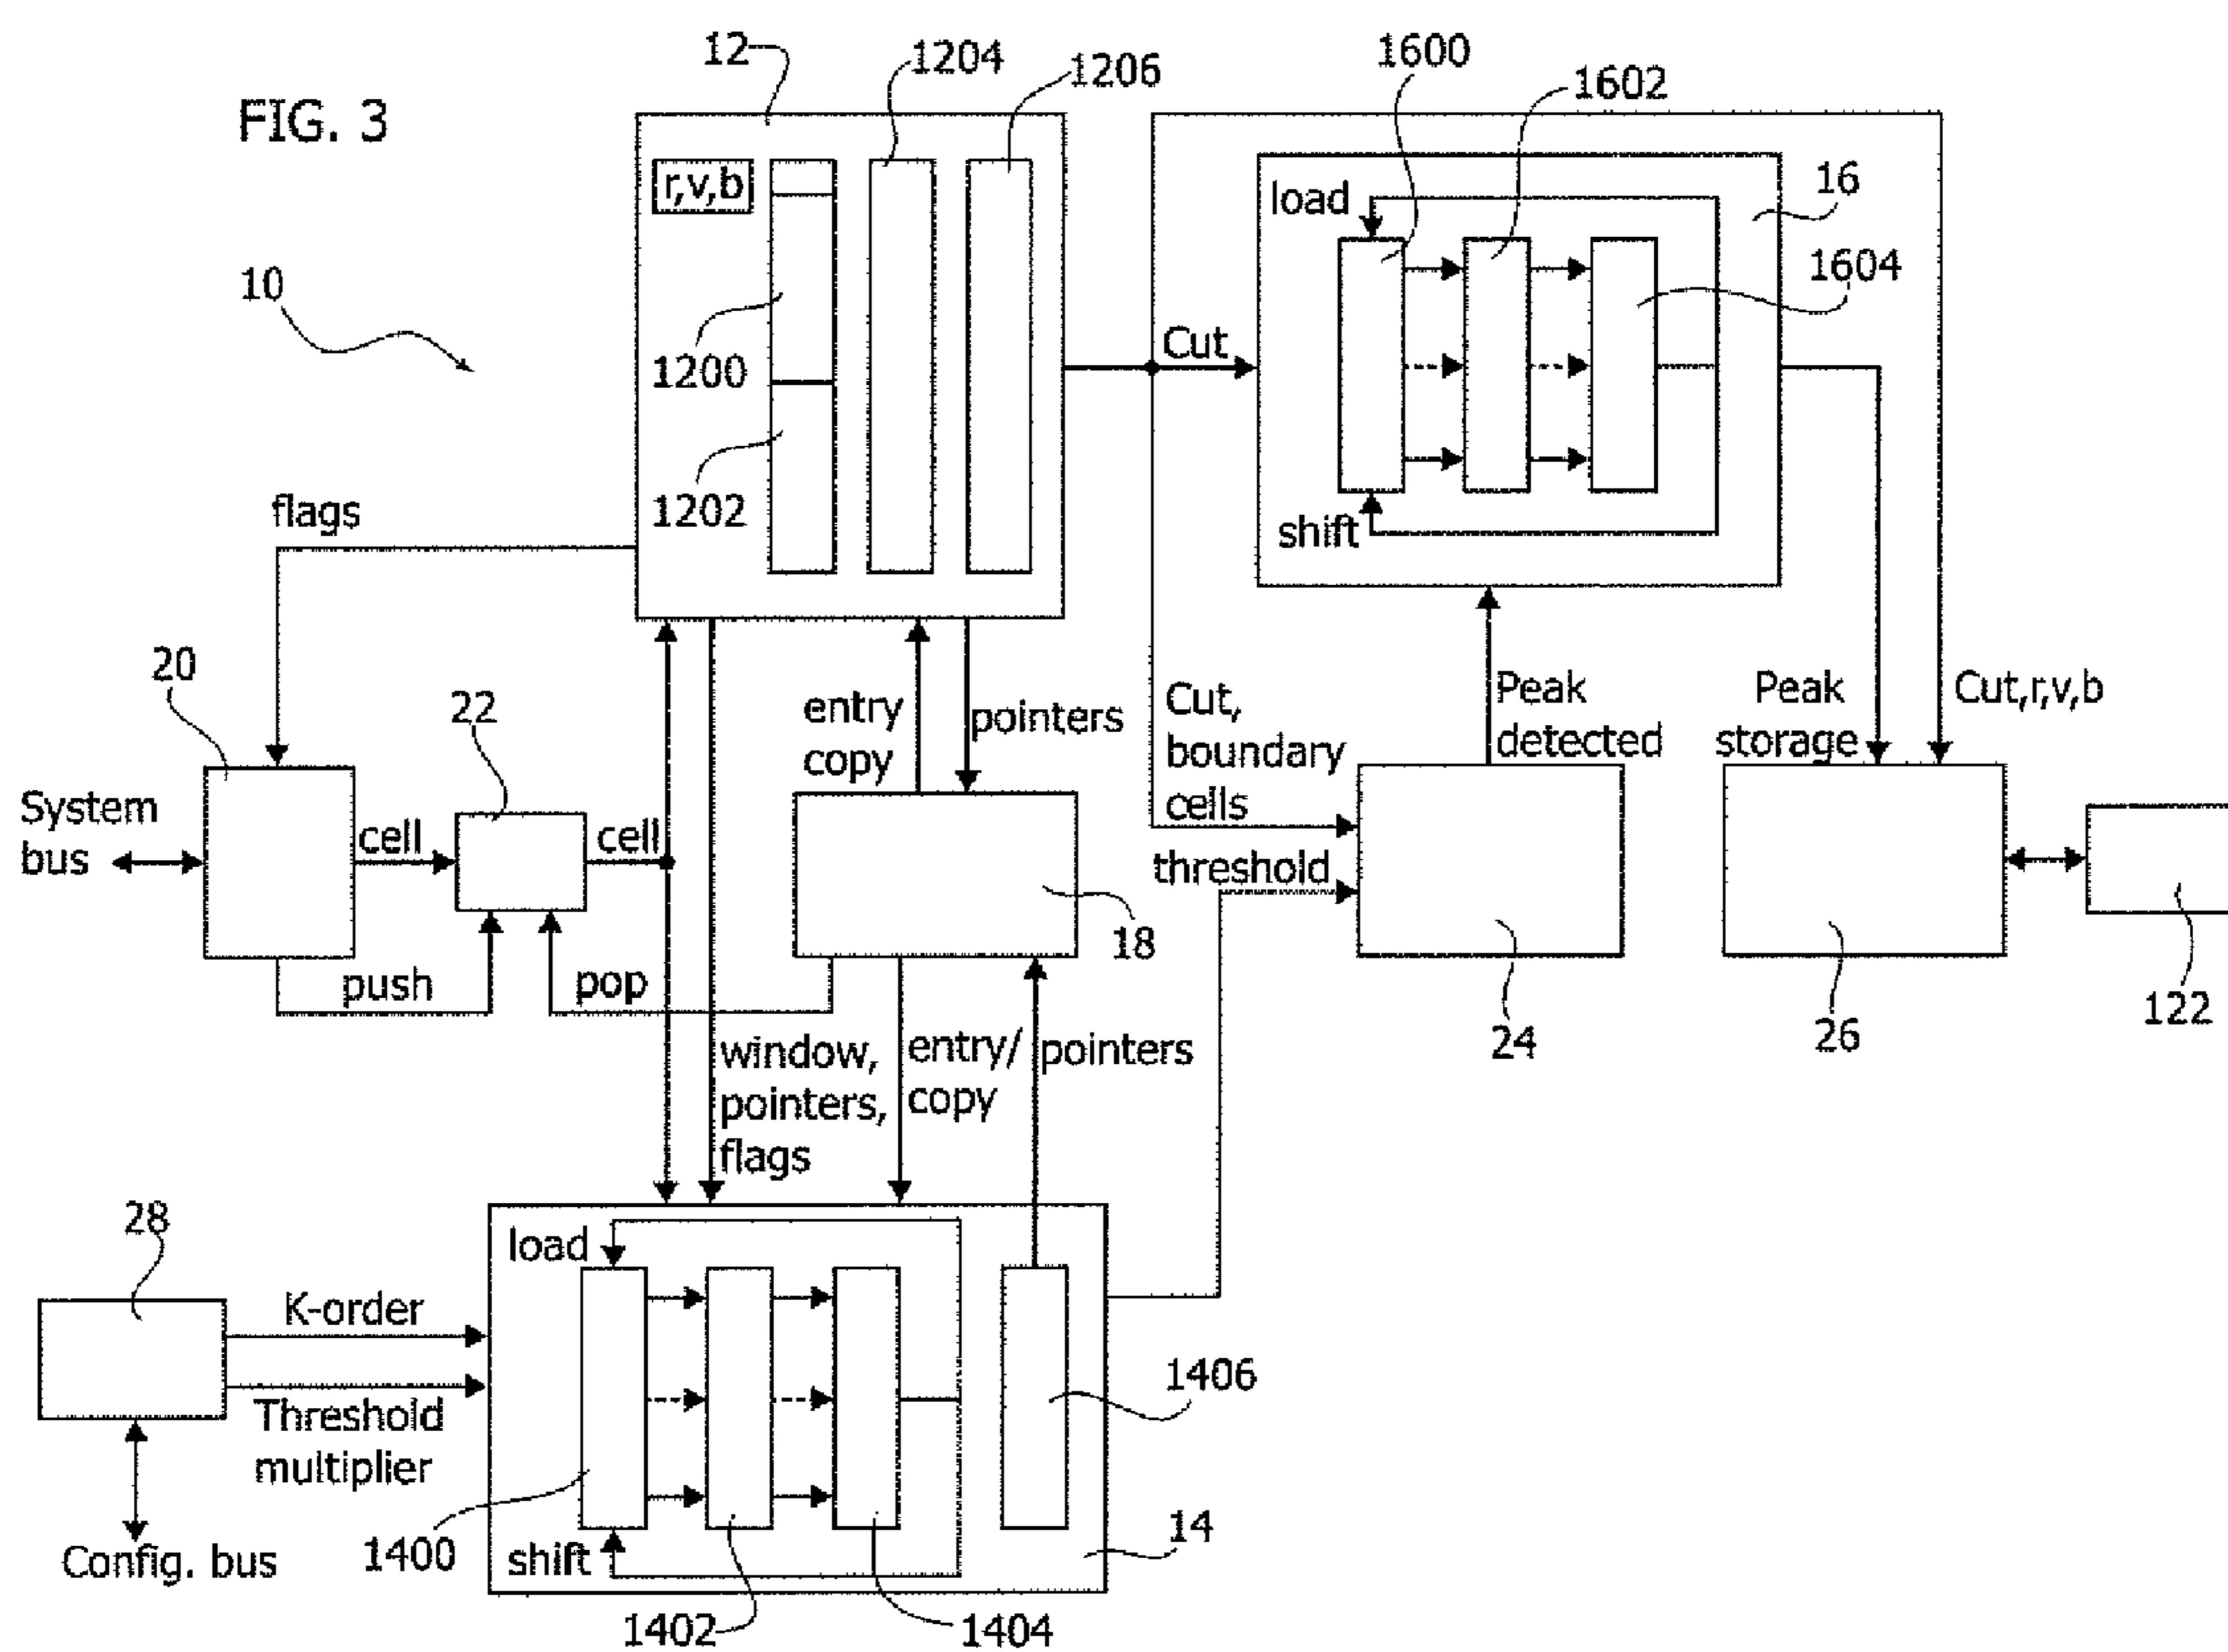 FIG. 3
12
1204
1206
1600
1602
16
1604
10
r,v,b
1200
1202
load
shift
Cut
flags
20
22
System
bus
cell
cell
push
pop
entry
copy
pointers
18
Cut,
boundary
cells
threshold
Peak
detected
Peak
storage
Cut,r,v,b
24
26
122
window,
pointers,
flags
entry/
copy
pointers
28
K-order
Threshold
multiplier
Config. bus
load
shift
1400
1402
1404
1406
14